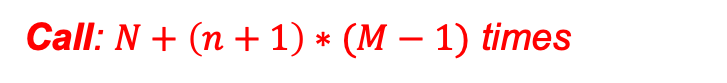 Call: N + (n + 1) * (M − 1) times